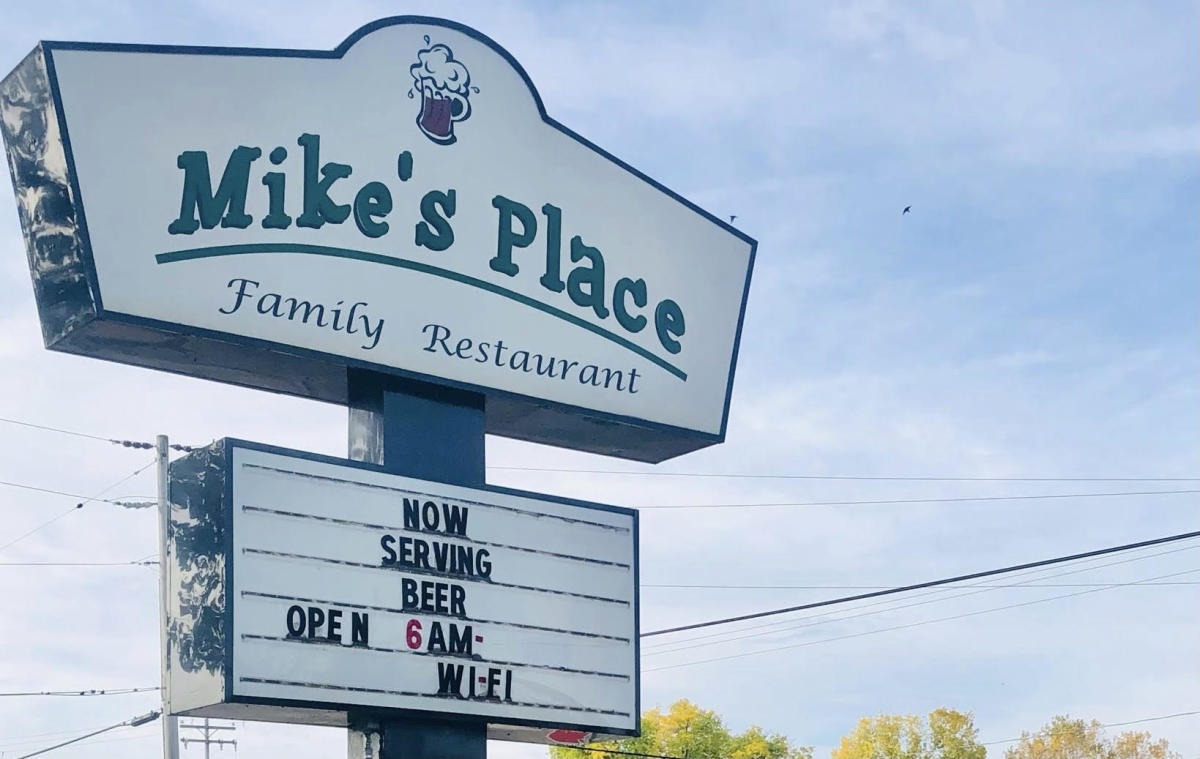 Mike's Place
Family Restaurant
NOW
SERVING
BEER
OPEN 6AM-
WI-FI